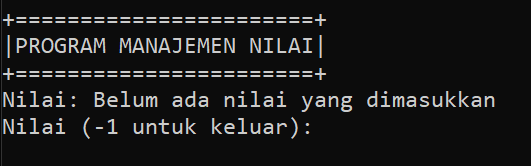 +=======================+
|PROGRAM MANAJEMEN NILAI|
+=======================+
Nilai: Belum ada nilai yang dimasukkan
Nilai (-1 untuk keluar):